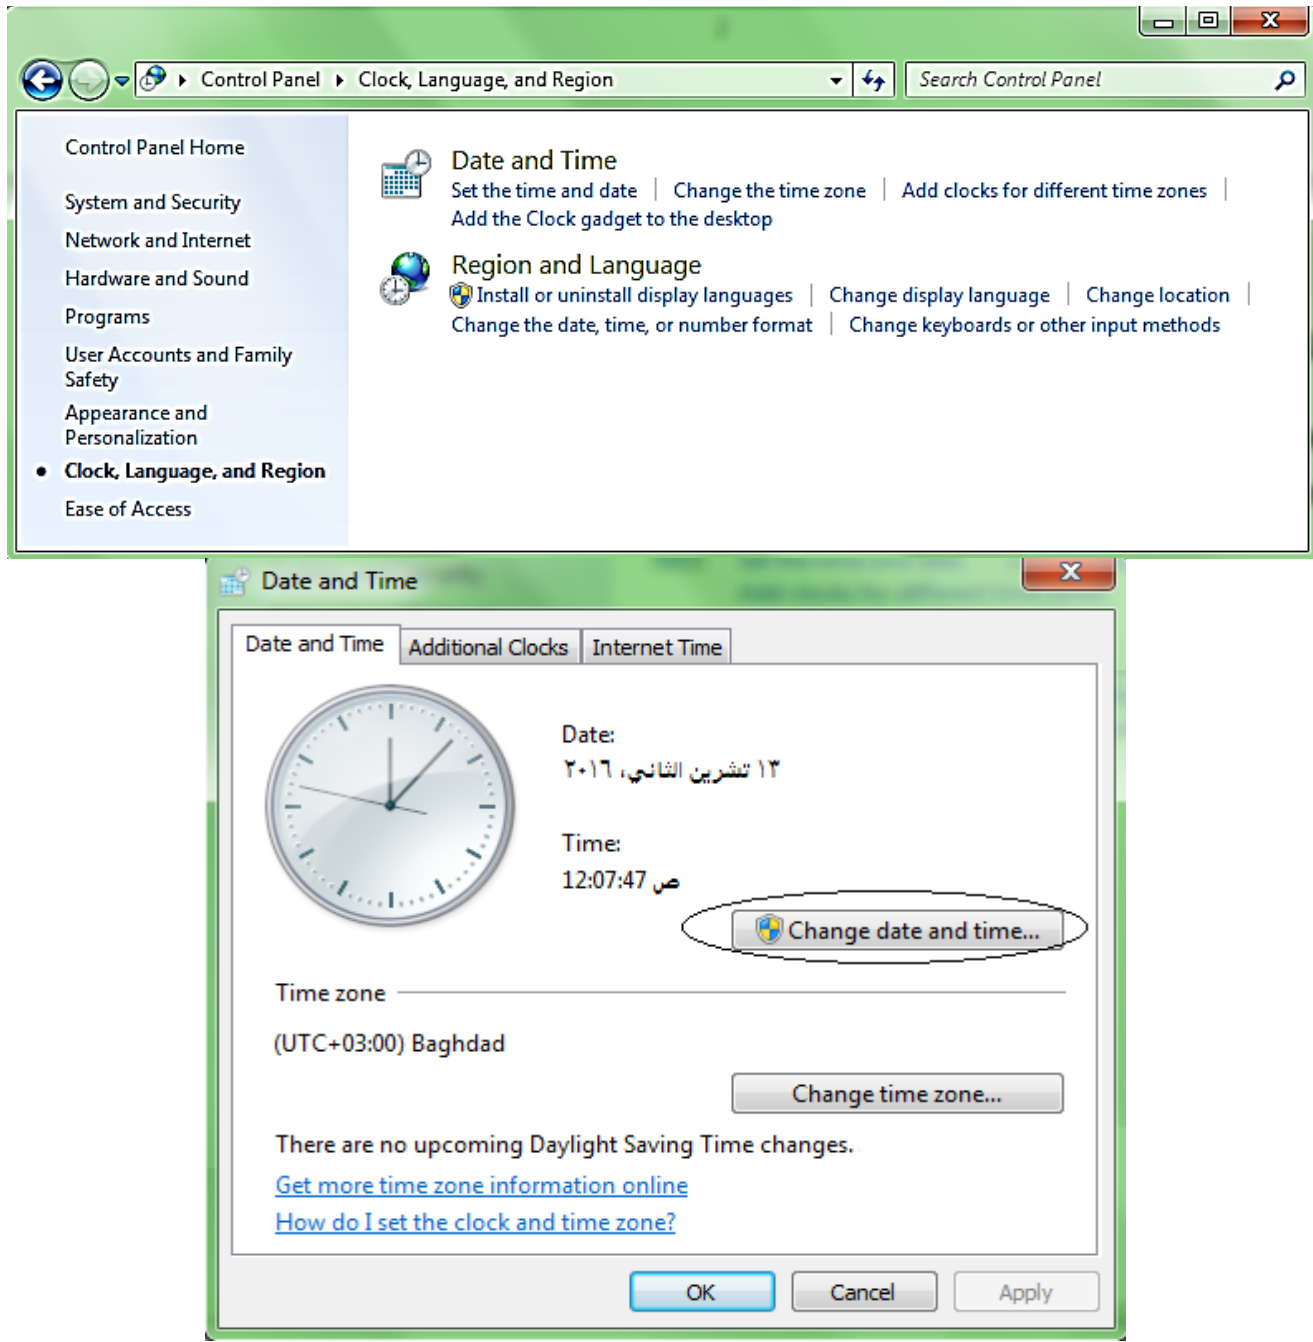 Control Panel ▸ Clock, Language, and Region
Search Control Panel
Control Panel Home
System and Security
Network and Internet
Hardware and Sound
Programs
User Accounts and Family
Safety
Appearance and
Personalization
Clock, Language, and Region
Ease of Access
Date and Time
Set the time and date | Change the time zone | Add clocks for different time zones |
Add the Clock gadget to the desktop
Region and Language
Install or uninstall display languages | Change display language | Change location |
Change the date, time, or number format | Change keyboards or other input methods
Date and Time
Date and Time Additional Clocks Internet Time
Date:
١٣ تشرين الثاني، ٢٠١٦
Time:
12:07:47 ص
Change date and time...
Time zone
(UTC+03:00) Baghdad
Change time zone...
There are no upcoming Daylight Saving Time changes.
Get more time zone information online
How do I set the clock and time zone?
OK Cancel Apply